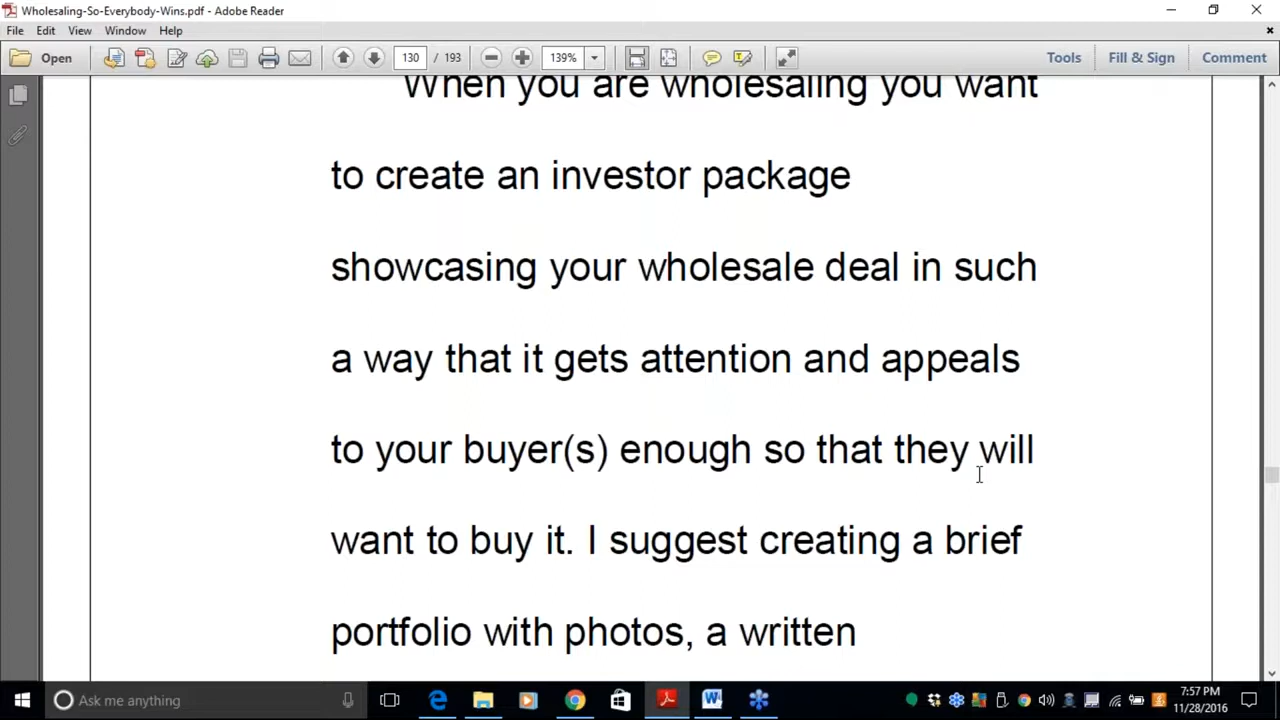 Wholesaling-So-Everybody-Wins.pdf - Adobe Reader
File Edit View Window Help
Open 130 / 193 139% Tools Fill & Sign Comment
When you are wholesaling you want
to create an investor package
showcasing your wholesale deal in such
a way that it gets attention and appeals
to your buyer(s) enough so that they will
want to buy it. I suggest creating a brief
portfolio with photos, a written
Ask me anything
7:57 PM
11/28/2016